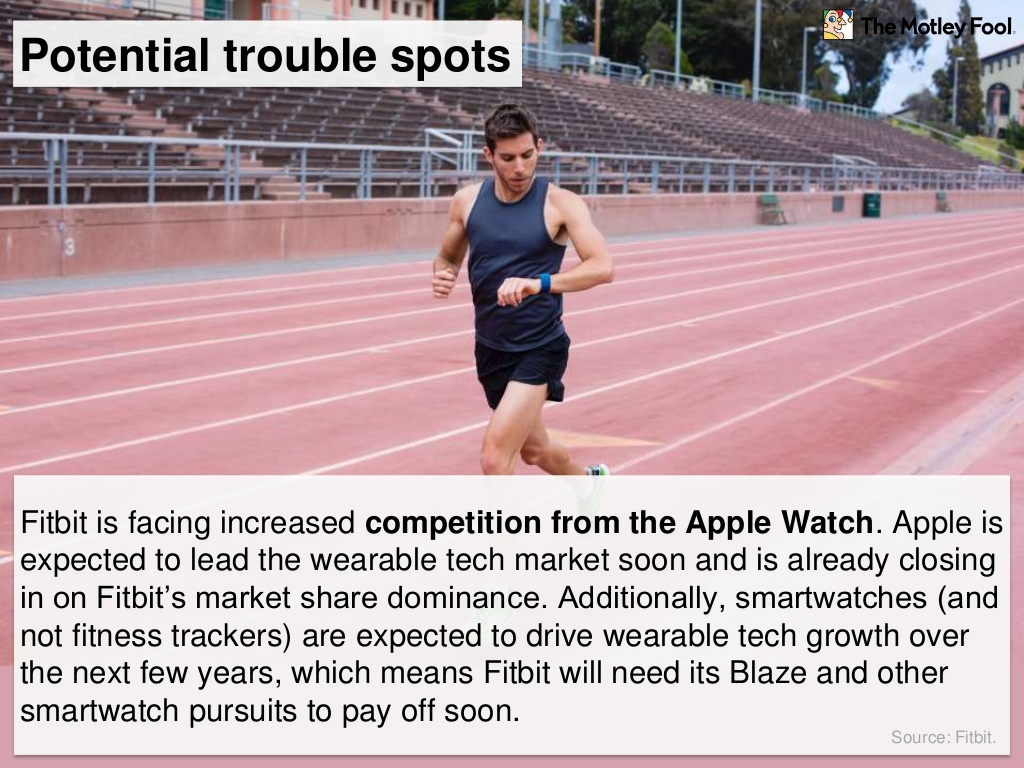 Potential trouble spots
The Motley Fool
3
Fitbit is facing increased competition from the Apple Watch. Apple is
expected to lead the wearable tech market soon and is already closing
in on Fitbit’s market share dominance. Additionally, smartwatches (and
not fitness trackers) are expected to drive wearable tech growth over
the next few years, which means Fitbit will need its Blaze and other
smartwatch pursuits to pay off soon.
Source: Fitbit.